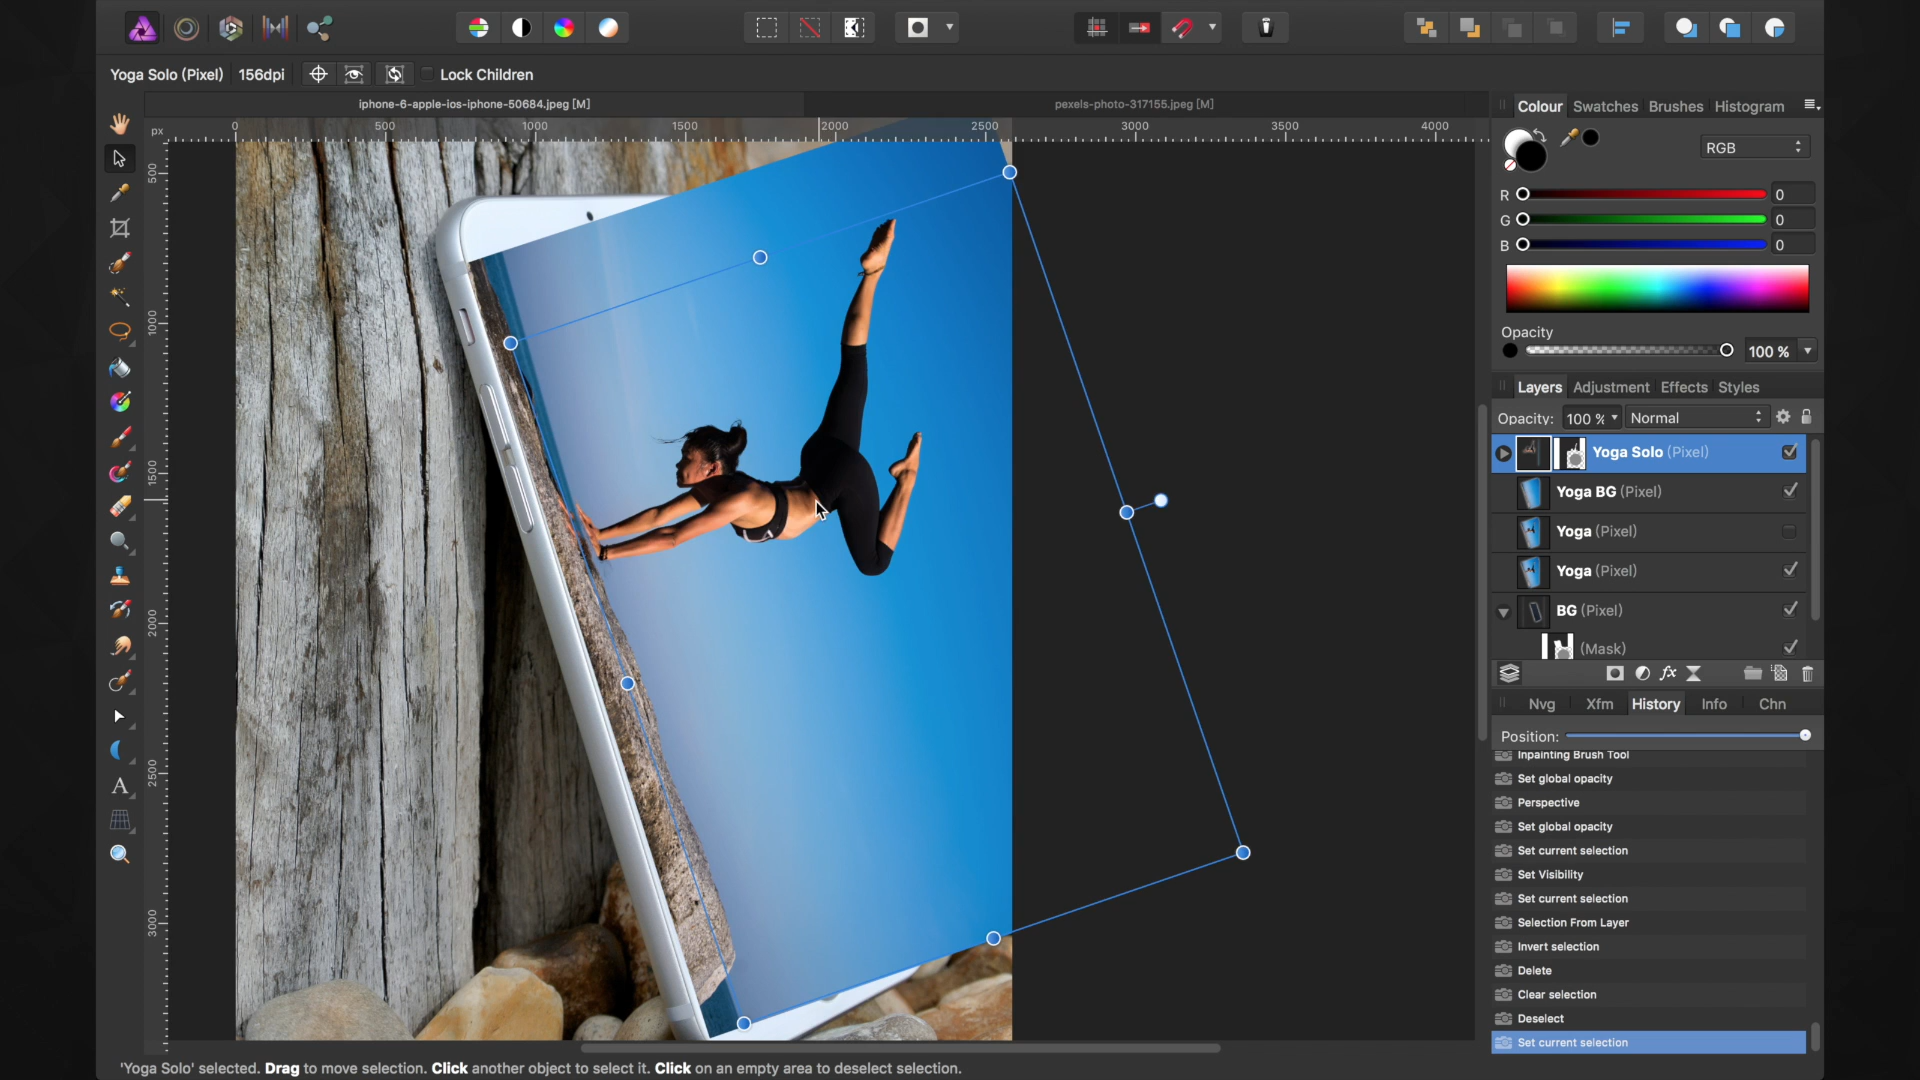 Yoga Solo (Pixel) 156dpi Lock Children
iphone-6-apple-ios-iphone-50684.jpeg [M] pexels-photo-317155.jpeg [M]
px 0 500 1000 1500 2000 2500 3000 3500 4000
500
1000
1500
2000
2500
3000
Colour Swatches Brushes Histogram
RGB
R 0
G 0
B 0
Opacity
100 %
Layers Adjustment Effects Styles
Opacity: 100 % Normal
Yoga Solo (Pixel)
Yoga BG (Pixel)
Yoga (Pixel)
Yoga (Pixel)
BG (Pixel)
(Mask)
Nvg Xfm History Info Chn
Position:
Inpainting Brush Tool
Set global opacity
Perspective
Set global opacity
Set current selection
Set Visibility
Set current selection
Selection From Layer
Invert selection
Delete
Clear selection
Deselect
Set current selection
'Yoga Solo' selected. Drag to move selection. Click another object to select it. Click on an empty area to deselect selection.